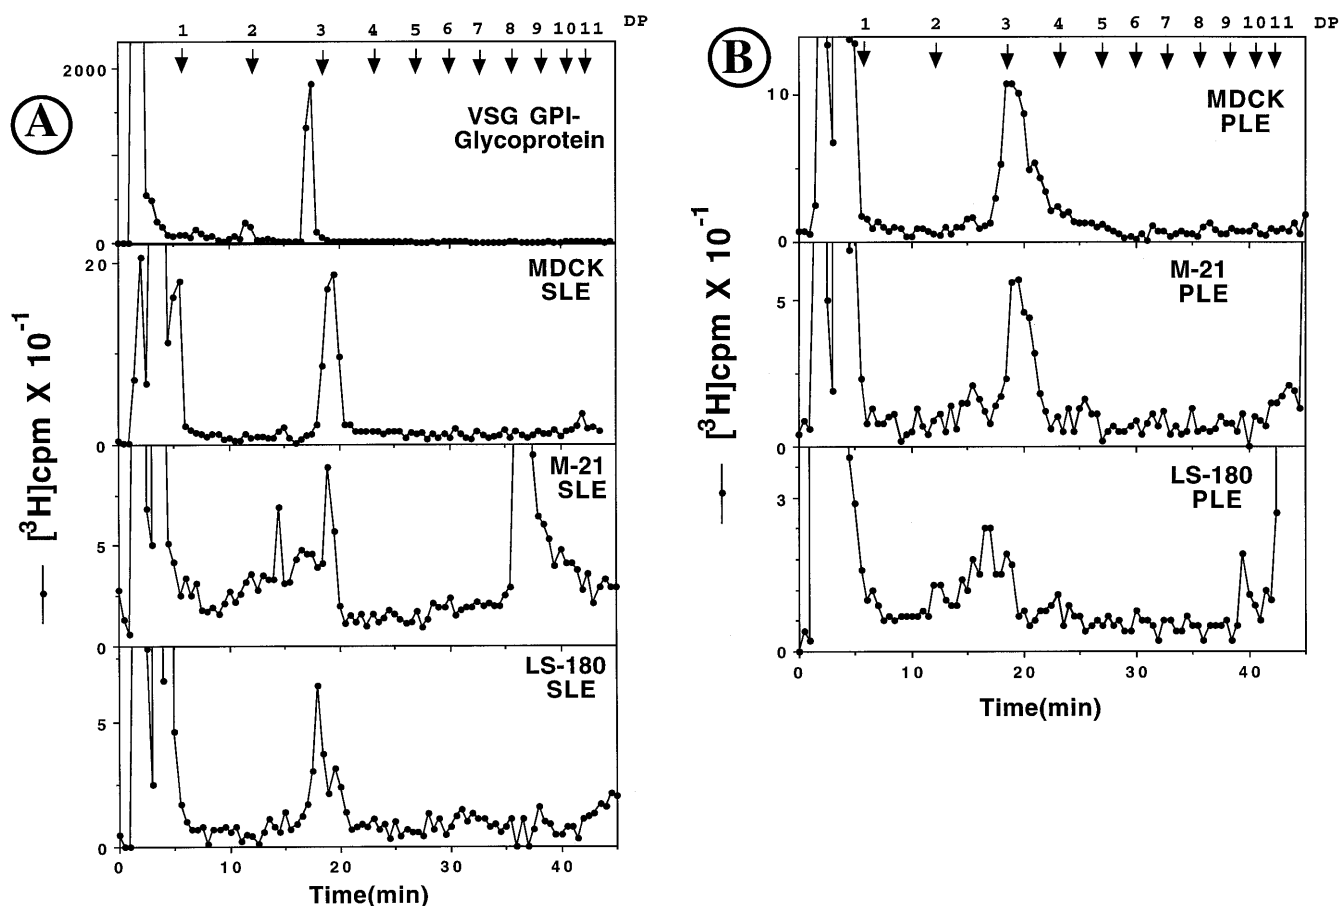 A
1 2 3 4 5 6 7 8 9 10 11 DP
2000
0
VSG GPI-
Glycoprotein
20
0
MDCK
SLE
5
0
M-21
SLE
5
0
LS-180
SLE
0 10 20 30 40
Time(min)
[³H]cpm X 10⁻¹
B
1 2 3 4 5 6 7 8 9 10 11 DP
10
0
MDCK
PLE
5
0
M-21
PLE
3
0
LS-180
PLE
0 10 20 30 40
Time(min)
[³H]cpm X 10⁻¹